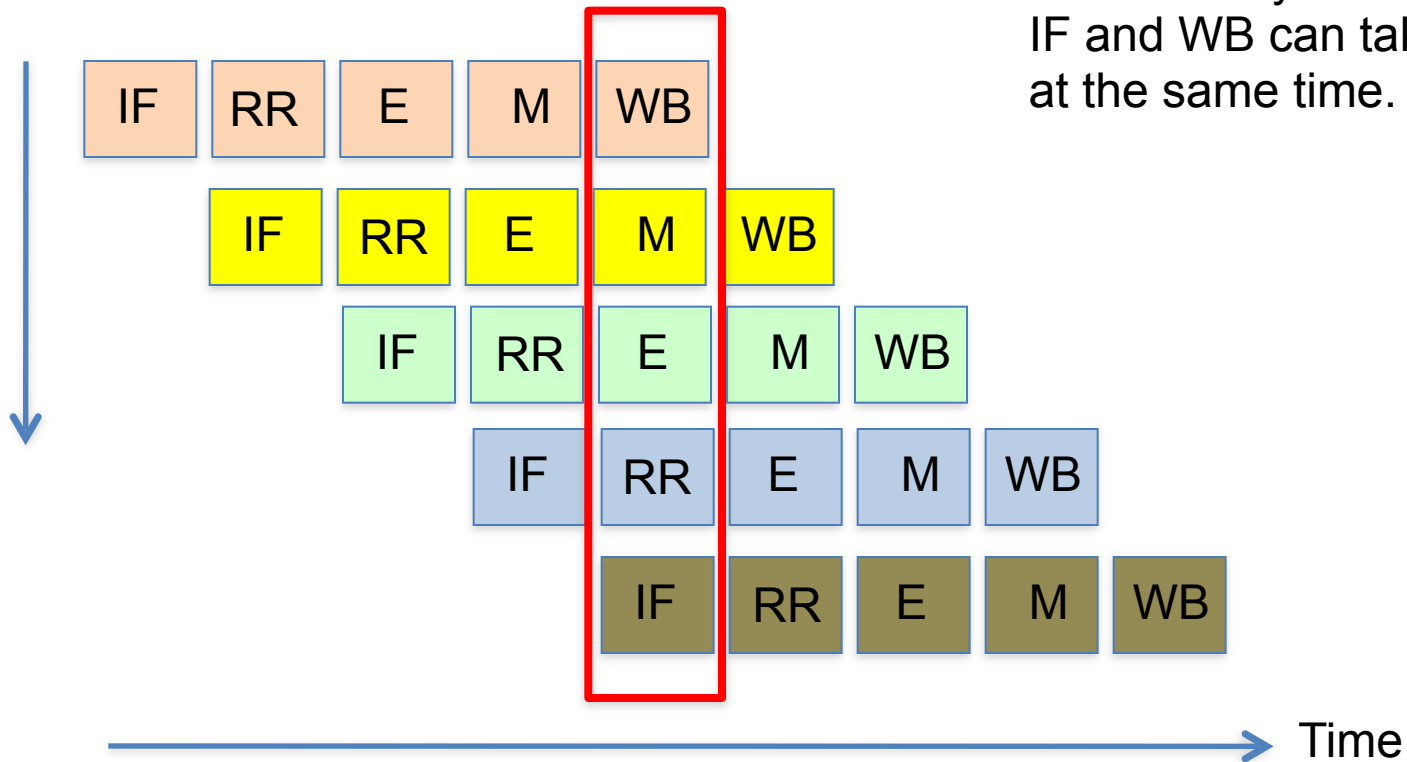 IF and WB can
at the same time.
IF RR E M WB
IF RR E M WB
IF RR E M WB
IF RR E M WB
IF RR E M WB
Time